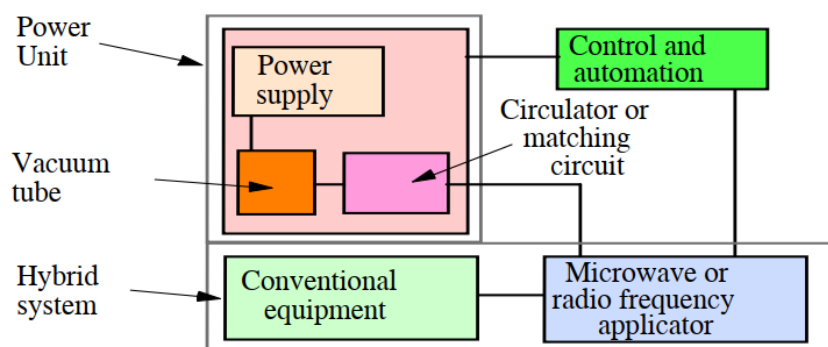 Power
Unit
Power
supply
Control and
automation
Circulator or
matching
circuit
Vacuum
tube
Hybrid
system
Conventional
equipment
Microwave or
radio frequency
applicator